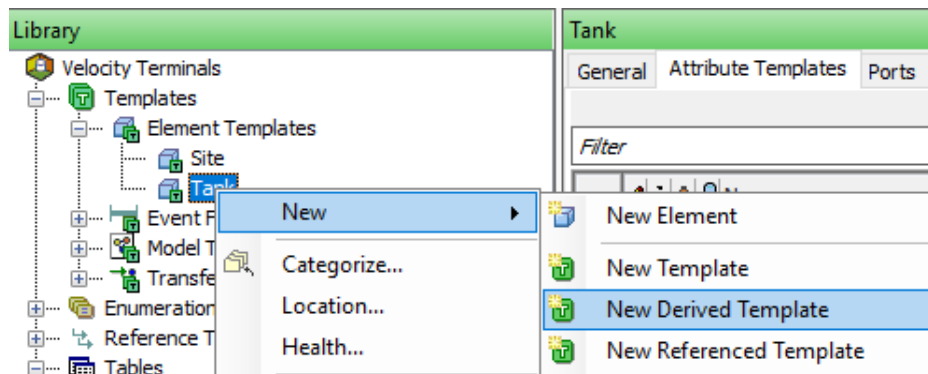 Library
Velocity Terminals
Templates
Element Templates
Site
Tank
Event F
Model T
Transfe
Enumeration
Reference T
Tables
New
Categorize...
Location...
Health...
Tank
General Attribute Templates Ports
Filter
New Element
New Template
New Derived Template
New Referenced Template